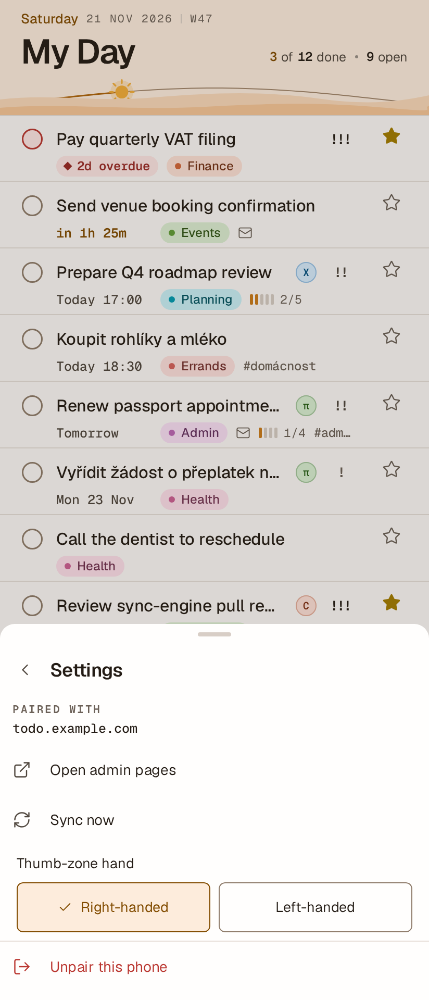 Saturday 21 NOV 2026 | W47
My Day
3 of 12 done • 9 open
Pay quarterly VAT filing !!!
2d overdue Finance
Send venue booking confirmation
in 1h 25m Events
Prepare Q4 roadmap review X !!
Today 17:00 Planning 2/5
Koupit rohlíky a mléko
Today 18:30 Errands #domácnost
Renew passport appointme… π !!
Tomorrow Admin 1/4 #adm…
Vyřídit žádost o přeplatek n… π !
Mon 23 Nov Health
Call the dentist to reschedule
Health
Review sync-engine pull re… C !!!
Settings
PAIRED WITH
todo.example.com
Open admin pages
Sync now
Thumb-zone hand
Right-handed Left-handed
Unpair this phone